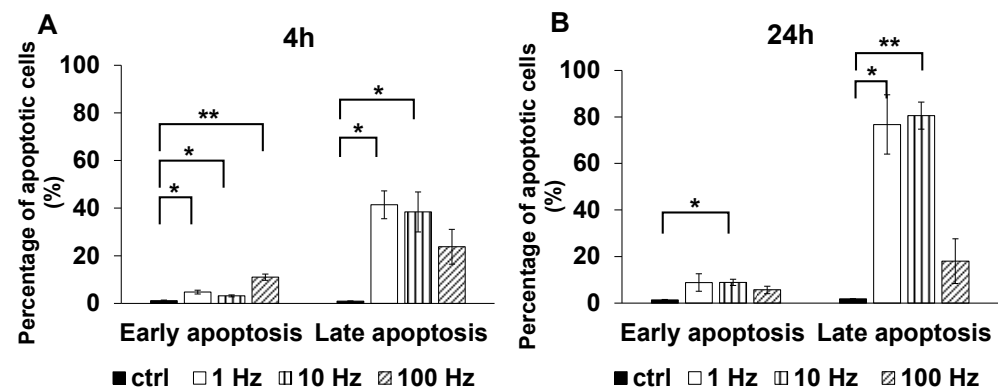 A
4h
Percentage of apoptotic cells
(%)
100
80
60
40
20
0
**
*
*
*
*
Early apoptosis Late apoptosis
ctrl 1 Hz 10 Hz 100 Hz
B
24h
Percentage of apoptotic cells
(%)
100
80
60
40
20
0
*
**
*
Early apoptosis Late apoptosis
ctrl 1 Hz 10 Hz 100 Hz